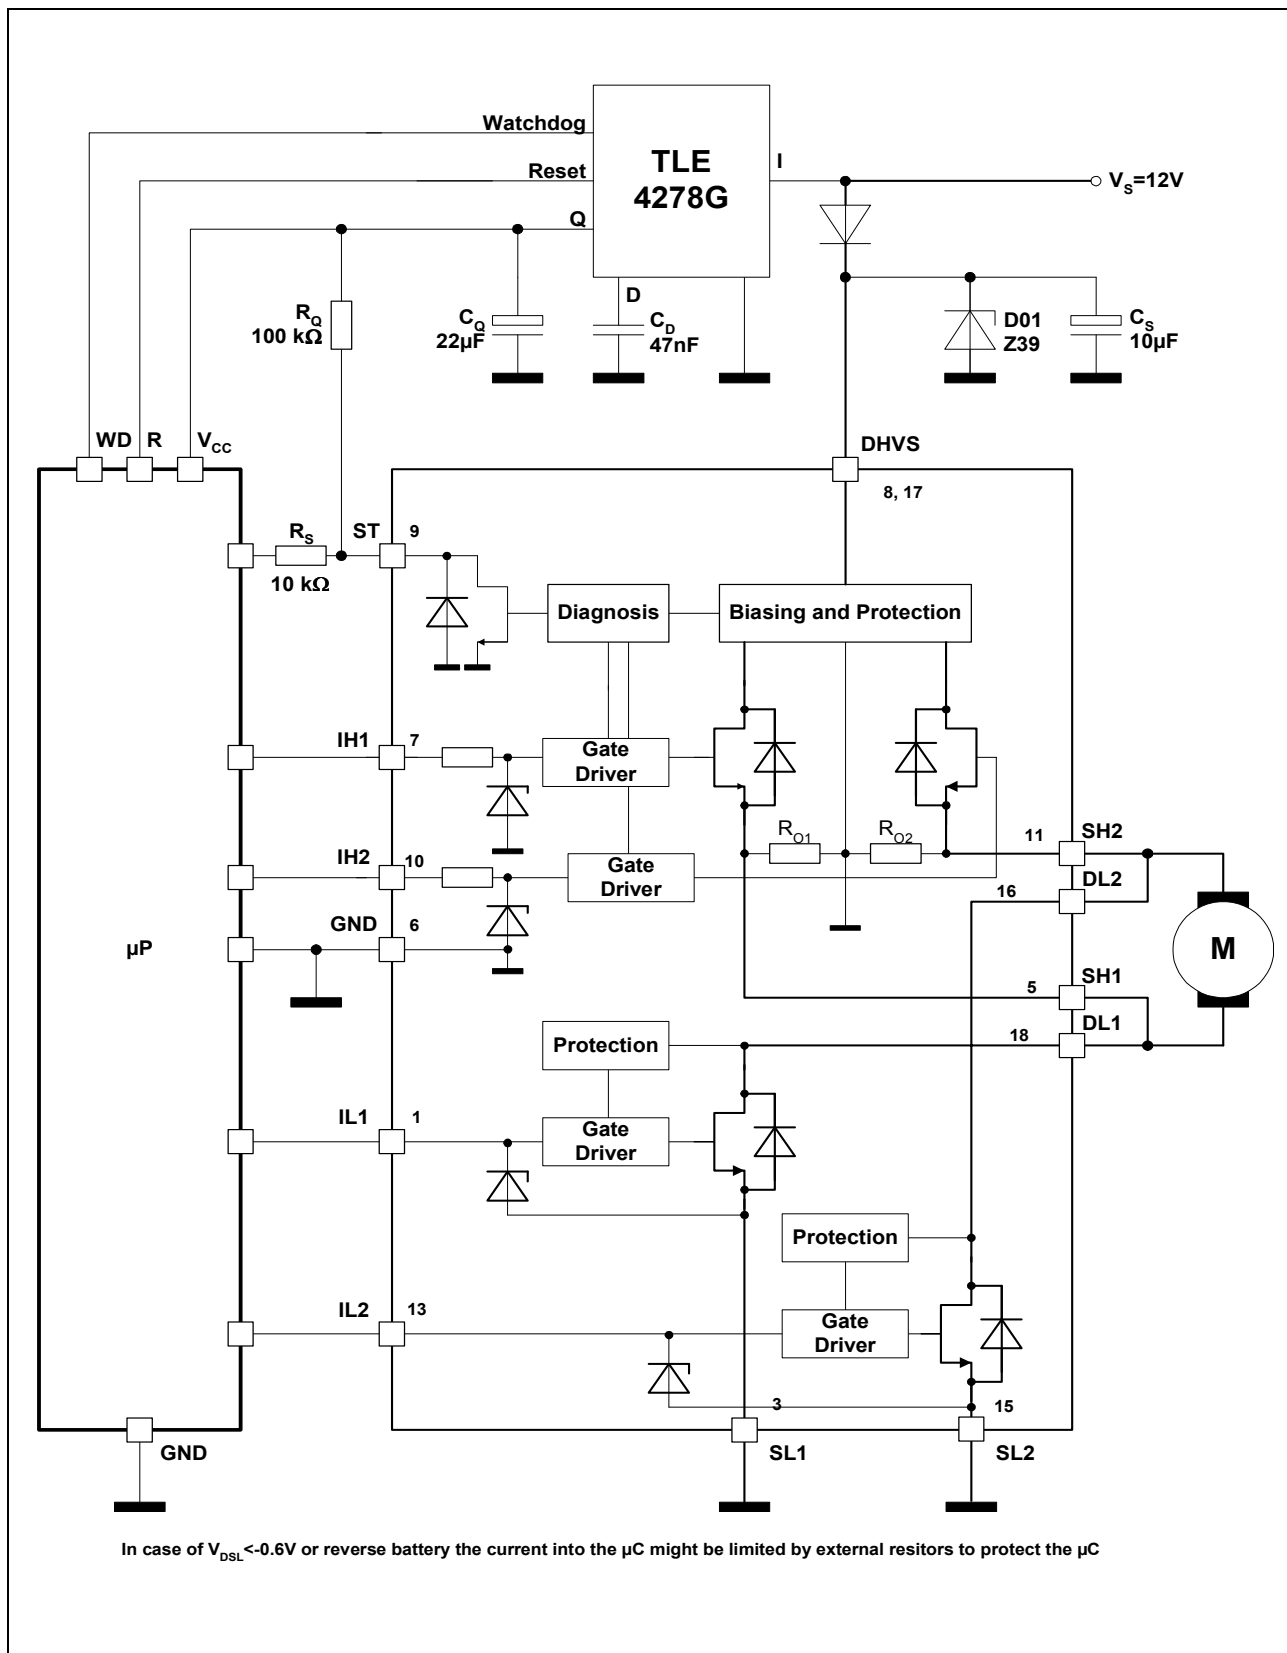 Watchdog
TLE
4278G
I
Reset
V_S=12V
Q
D
R_Q
100 kΩ
C_Q
22µF
C_D
47nF
D01
Z39
C_S
10µF
WD
R
V_CC
DHVS
8, 17
R_S
10 kΩ
ST
9
Diagnosis
Biasing and Protection
IH1
7
Gate
Driver
R_O1
R_O2
11
SH2
IH2
10
Gate
Driver
16
DL2
GND
6
µP
M
5
SH1
Protection
18
DL1
IL1
1
Gate
Driver
Protection
IL2
13
Gate
Driver
3
15
GND
SL1
SL2
In case of V_DSL<-0.6V or reverse battery the current into the µC might be limited by external resitors to protect the µC